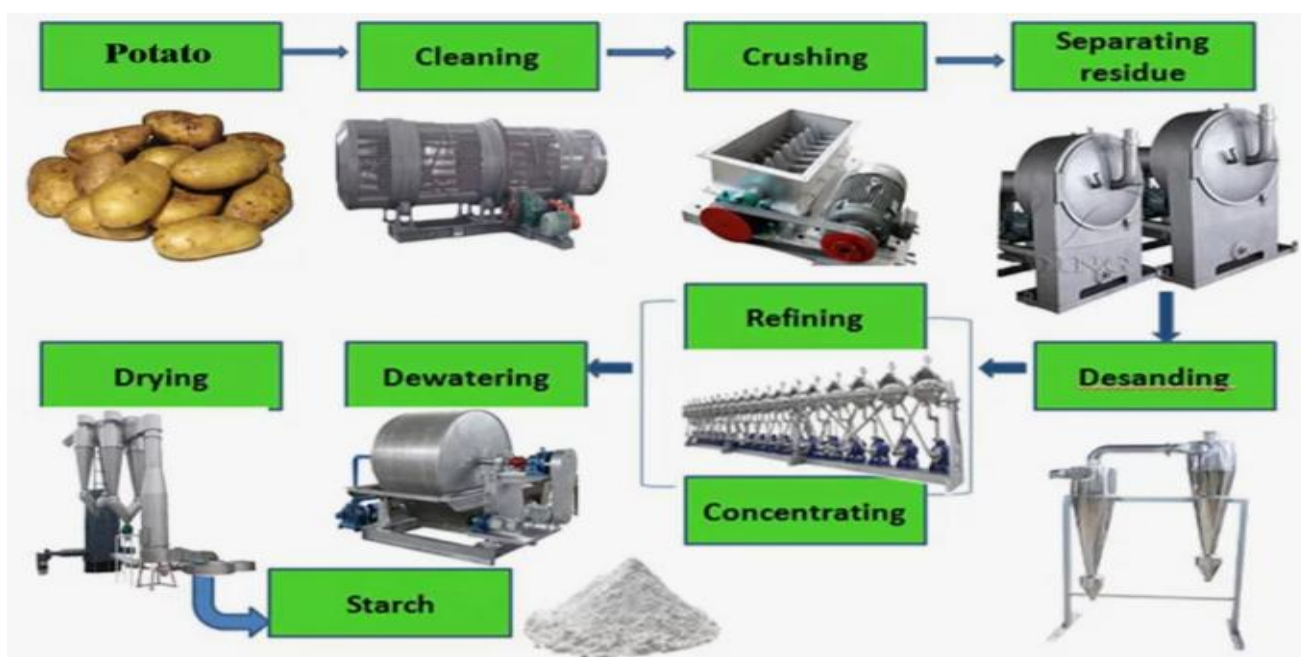 Potato
Cleaning
Crushing
Separating
residue
Refining
Drying
Dewatering
Desanding
Concentrating
Starch